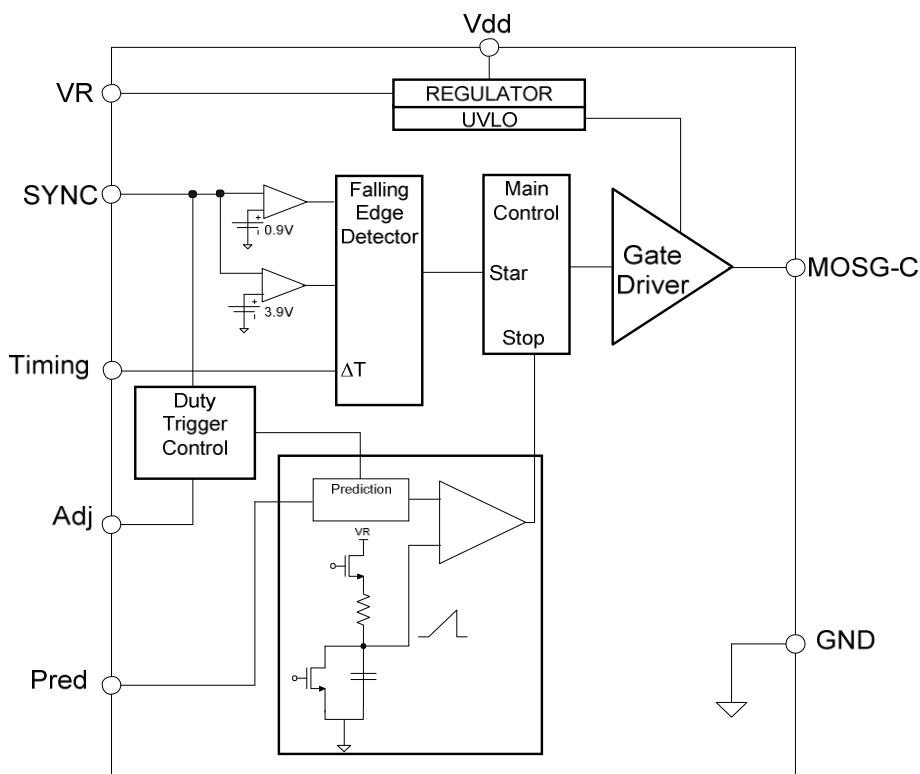 Vdd
VR
REGULATOR
UVLO
SYNC
+
0.9V
+
3.9V
Falling
Edge
Detector
ΔT
Main
Control
Star
Stop
Gate
Driver
MOSG-C
Timing
Duty
Trigger
Control
Adj
Prediction
VR
Pred
GND